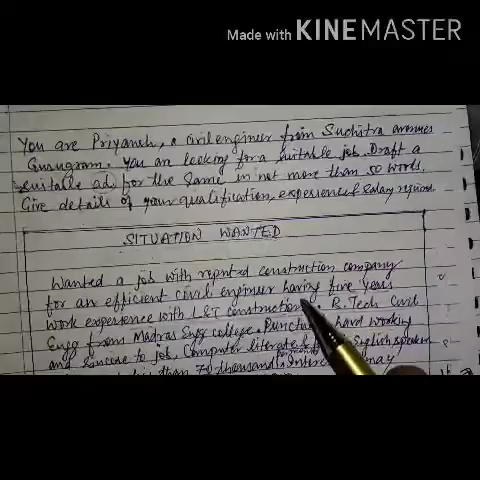 Made with KINEMASTER
You are Priyansh, a civil engineer from Suchitra avenues
Gurugram. You are looking for a suitable job. Draft a
suitable ad for the same in not more than 50 words.
Give details of your qualification, experience & salary required
SITUATION WANTED
Wanted a job with reputed construction company
for an efficient civil engineer having five years
work experience with L&T construction. B.Tech Civil
Engg from Madras Engg college. hard working
and sincere to job. Computer literate & English speaker
than 70 thousand.